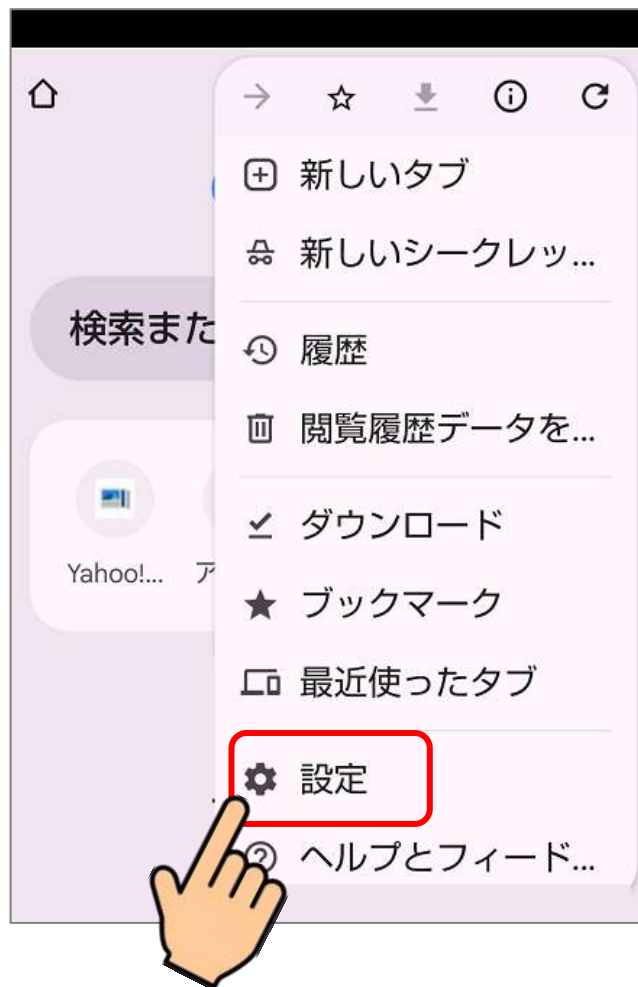 新しいタブ
新しいシークレッ...
検索また
履歴
閲覧履歴データを...
ダウンロード
Yahoo!...
ア
ブックマーク
最近使ったタブ
設定
ヘルプとフィード...